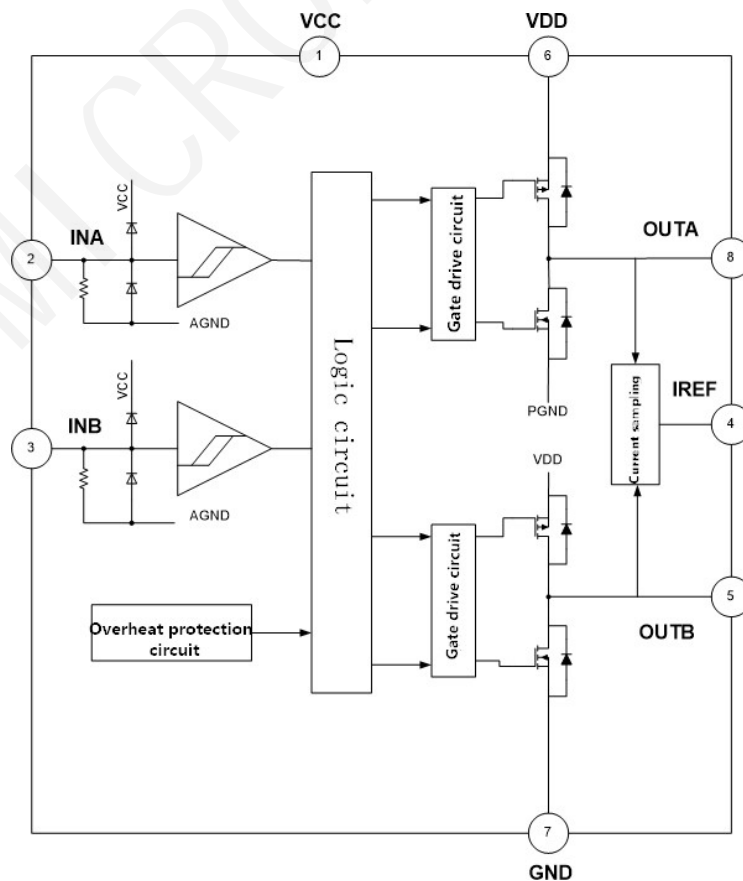 VCC
VDD
1
6
VCC
INA
2
AGND
Gate drive circuit
OUTA
8
VCC
INB
3
AGND
Logic circuit
PGND
VDD
Current sampling
IREF
4
Gate drive circuit
5
OUTB
Overheat protection
circuit
7
GND